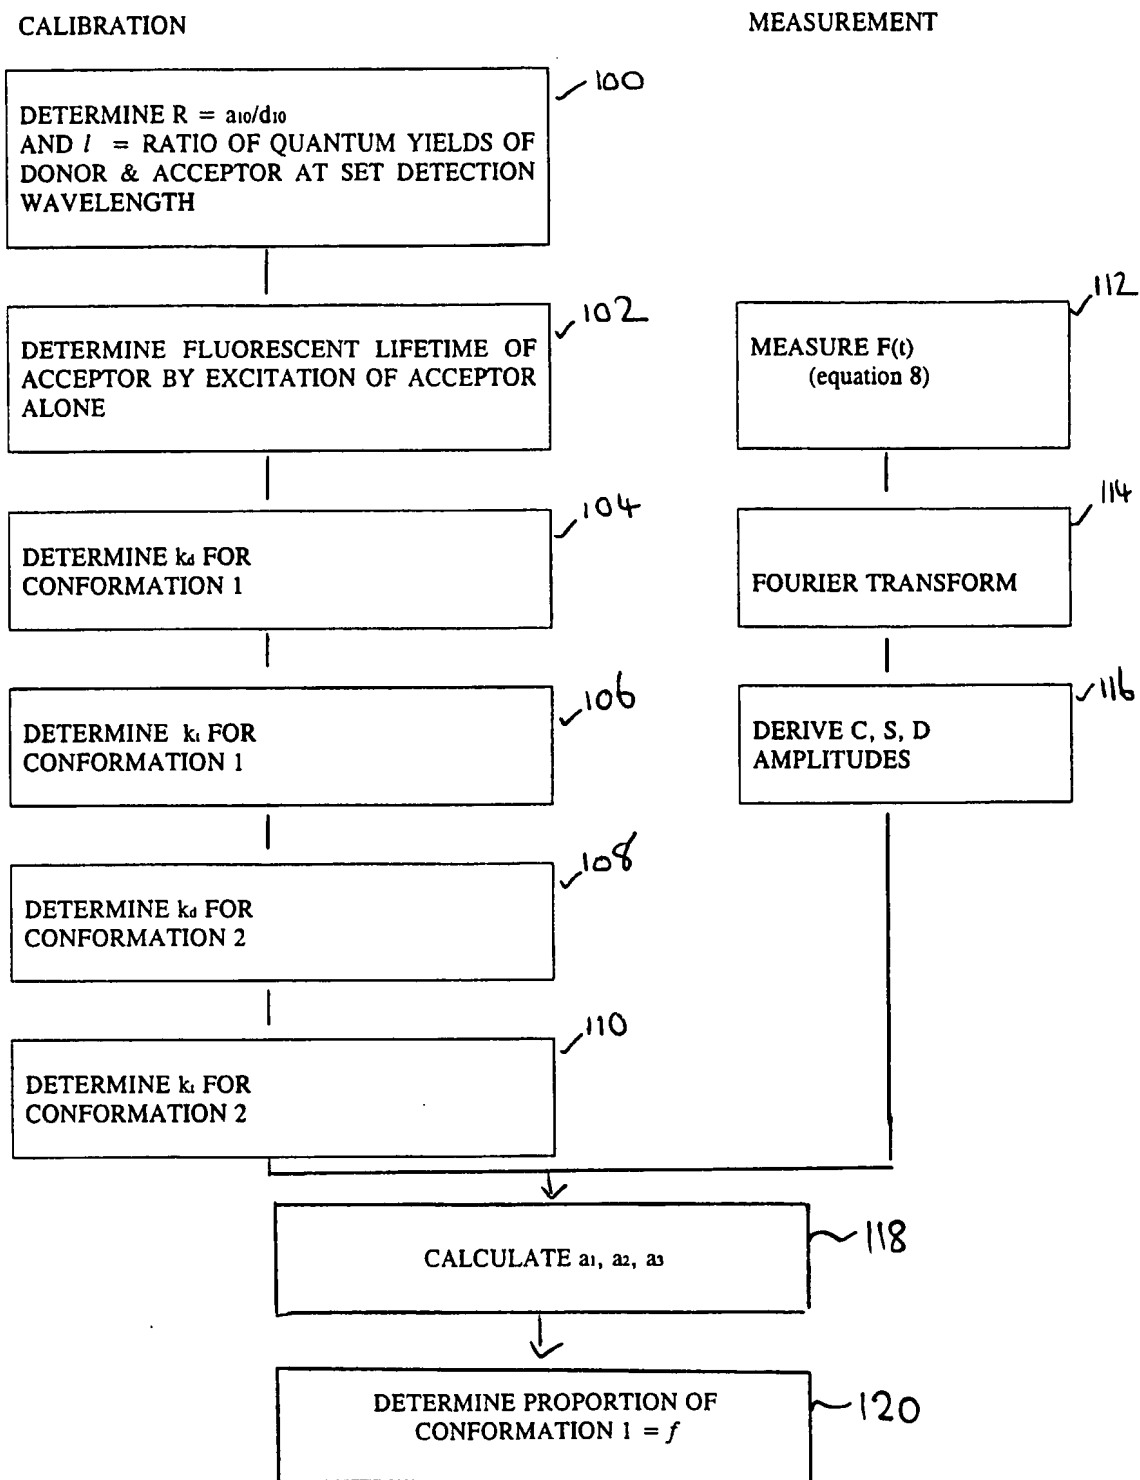 CALIBRATION
MEASUREMENT
100
DETERMINE R = a10/d10
AND l = RATIO OF QUANTUM YIELDS OF
DONOR & ACCEPTOR AT SET DETECTION
WAVELENGTH
102
DETERMINE FLUORESCENT LIFETIME OF
ACCEPTOR BY EXCITATION OF ACCEPTOR
ALONE
104
DETERMINE kd FOR
CONFORMATION 1
106
DETERMINE kt FOR
CONFORMATION 1
108
DETERMINE kd FOR
CONFORMATION 2
110
DETERMINE kt FOR
CONFORMATION 2
112
MEASURE F(t)
(equation 8)
114
FOURIER TRANSFORM
116
DERIVE C, S, D
AMPLITUDES
118
CALCULATE a1, a2, a3
120
DETERMINE PROPORTION OF
CONFORMATION 1 = f